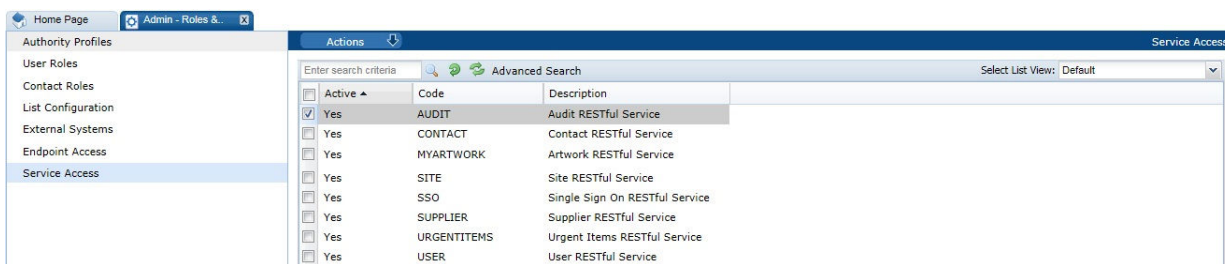 Home Page Admin - Roles &..
Authority Profiles
User Roles
Contact Roles
List Configuration
External Systems
Endpoint Access
Service Access
Actions Service Access
Enter search criteria Advanced Search Select List View: Default
Active Code Description
Yes AUDIT Audit RESTful Service
Yes CONTACT Contact RESTful Service
Yes MYARTWORK Artwork RESTful Service
Yes SITE Site RESTful Service
Yes SSO Single Sign On RESTful Service
Yes SUPPLIER Supplier RESTful Service
Yes URGENTITEMS Urgent Items RESTful Service
Yes USER User RESTful Service